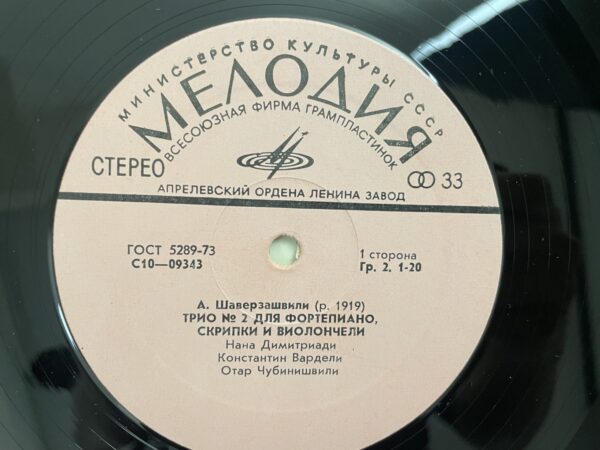 МИНИСТЕРСТВО КУЛЬТУРЫ СССР
МЕЛОДИЯ
ВСЕСОЮЗНАЯ ФИРМА ГРАМПЛАСТИНОК
СТЕРЕО
33
АПРЕЛЕВСКИЙ ОРДЕНА ЛЕНИНА ЗАВОД
ГОСТ 5289-73
С10—09343
1 сторона
Гр. 2. 1-20
А. Шаверзашвили (р. 1919)
ТРИО № 2 ДЛЯ ФОРТЕПИАНО,
СКРИПКИ И ВИОЛОНЧЕЛИ
Нана Димитриади
Константин Вардели
Отар Чубинишвили